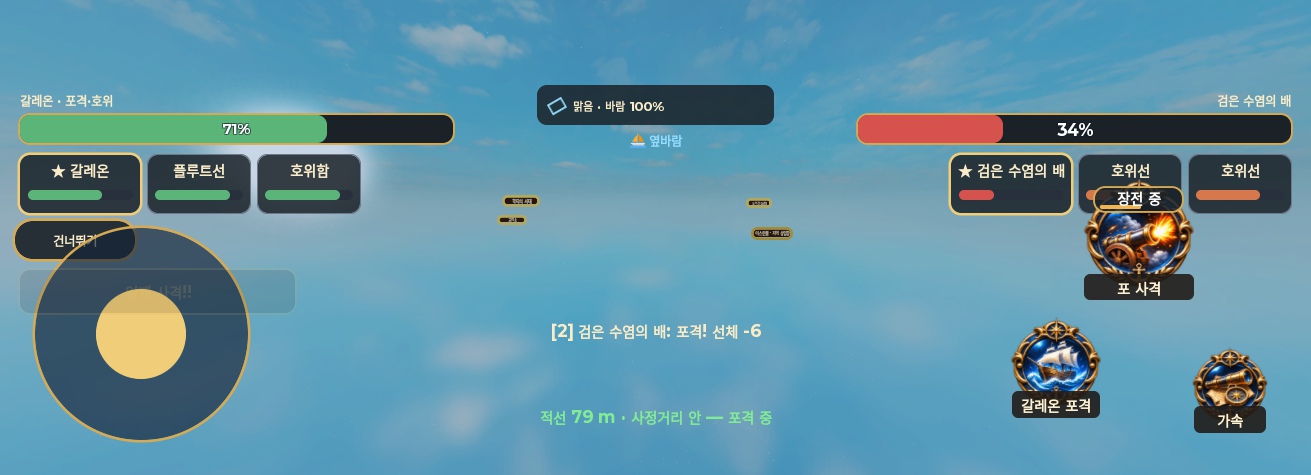 갈레온 · 포격·호위
71%
★ 갈레온
플루트선
호위함
건너뛰기
맑음 · 바람 100%
옆바람
검은 수염의 배
34%
★ 검은 수염의 배
호위선
호위선
장전 중
포 사격
[2] 검은 수염의 배: 포격! 선체 -6
갈레온 포격
가속
적선 79 m · 사정거리 안 — 포격 중